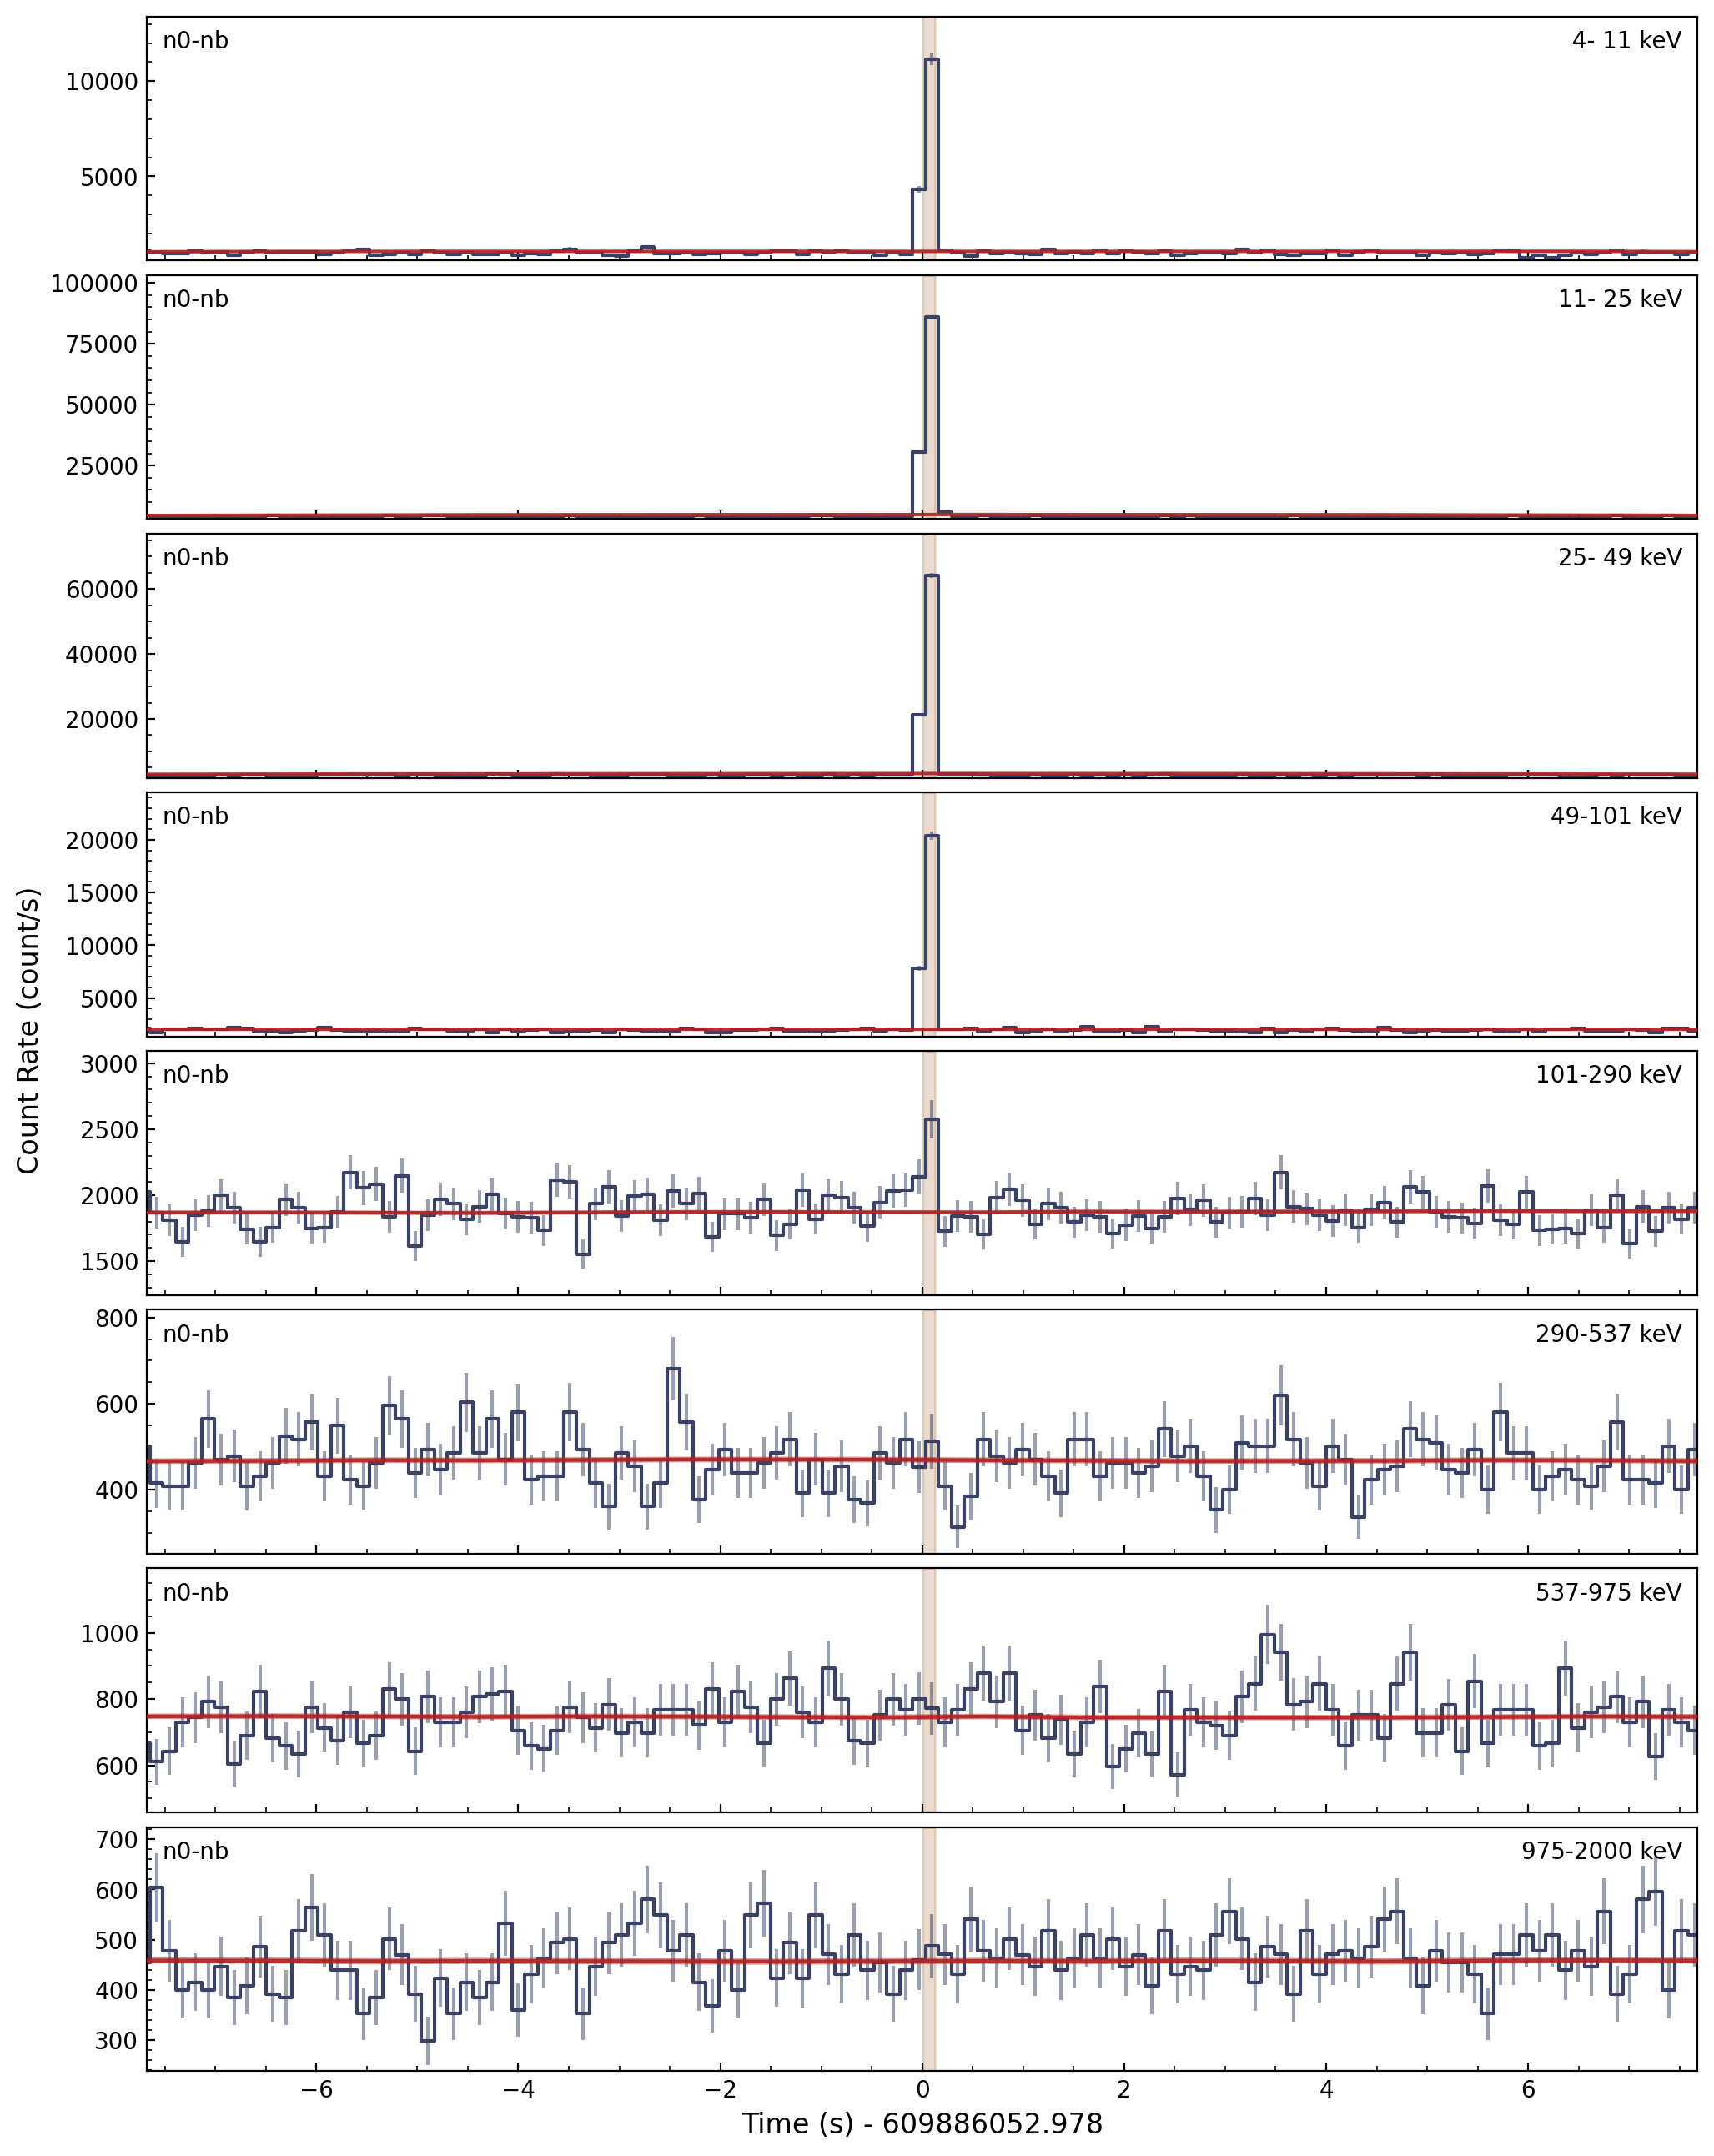 n0-nb 4- 11 keV
10000
5000
n0-nb 11- 25 keV
100000
75000
50000
25000
n0-nb 25- 49 keV
60000
40000
20000
n0-nb 49-101 keV
20000
15000
10000
5000
Count Rate (count/s)
n0-nb 101-290 keV
3000
2500
2000
1500
n0-nb 290-537 keV
800
600
400
n0-nb 537-975 keV
1000
800
600
n0-nb 975-2000 keV
700
600
500
400
300
−6 −4 −2 0 2 4 6
Time (s) - 609886052.978